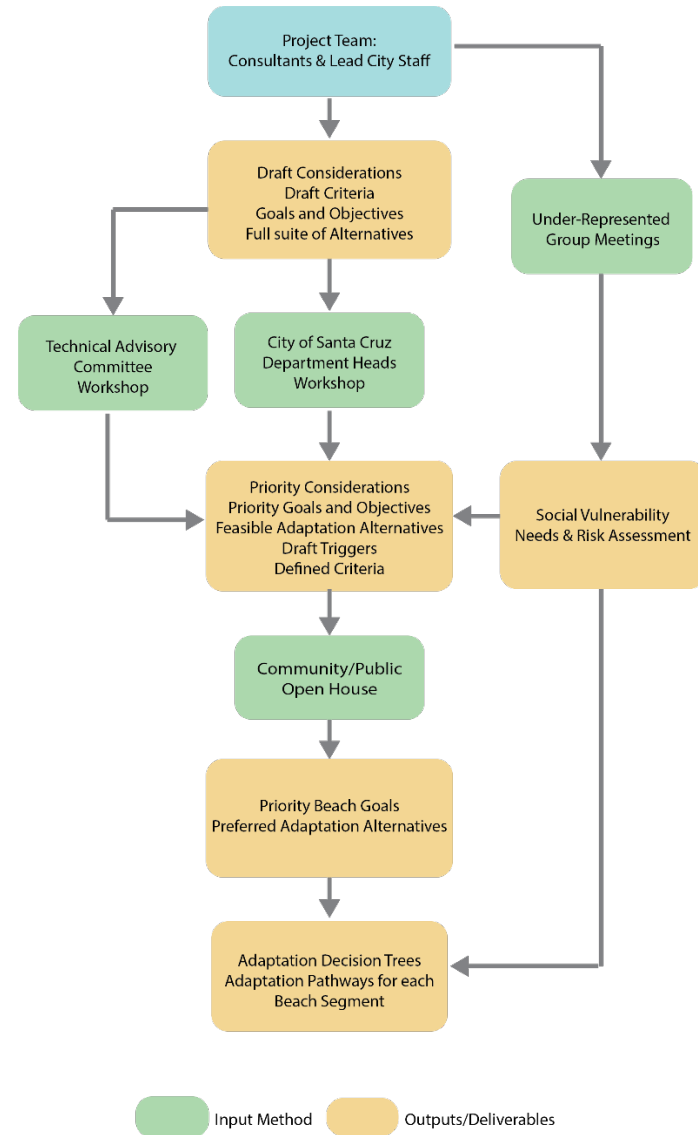 Project Team:
Consultants & Lead City Staff
Draft Considerations
Draft Criteria
Goals and Objectives
Full suite of Alternatives
Under-Represented
Group Meetings
Technical Advisory
Committee
Workshop
City of Santa Cruz
Department Heads
Workshop
Priority Considerations
Priority Goals and Objectives
Feasible Adaptation Alternatives
Draft Triggers
Defined Criteria
Social Vulnerability
Needs & Risk Assessment
Community/Public
Open House
Priority Beach Goals
Preferred Adaptation Alternatives
Adaptation Decision Trees
Adaptation Pathways for each
Beach Segment
Input Method
Outputs/Deliverables